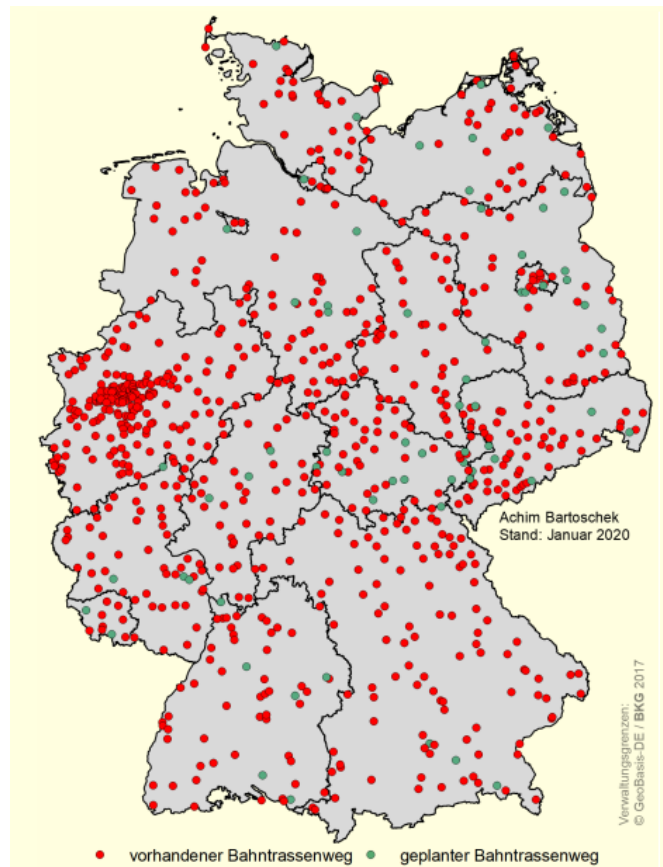 Achim Bartoschek
Stand: Januar 2020
Verwaltungsgrenzen:
© GeoBasis-DE / BKG 2017
vorhandener Bahntrassenweg
geplanter Bahntrassenweg